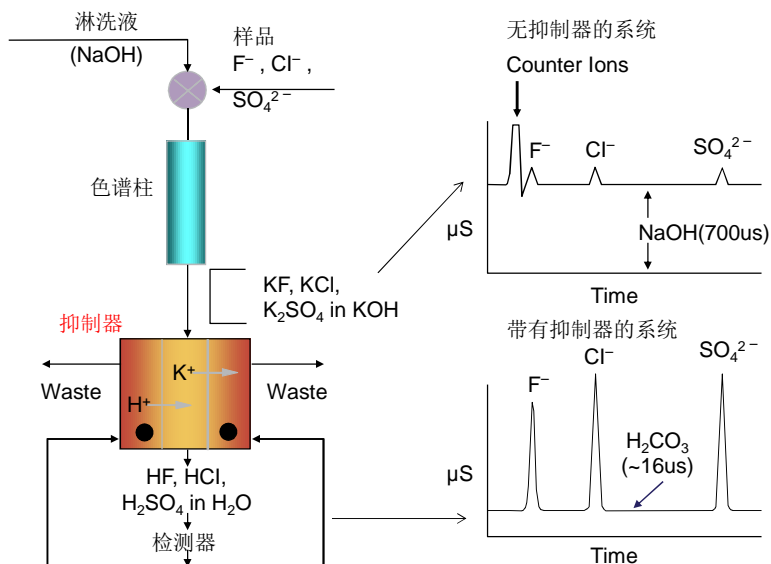 淋洗液
(NaOH)
样品
F⁻ , Cl⁻ ,
SO₄²⁻
色谱柱
KF, KCl,
K₂SO₄ in KOH
抑制器
K⁺
H⁺
Waste
Waste
HF, HCl,
H₂SO₄ in H₂O
检测器
无抑制器的系统
Counter Ions
F⁻
Cl⁻
SO₄²⁻
µS
NaOH(700us)
Time
带有抑制器的系统
F⁻
Cl⁻
SO₄²⁻
H₂CO₃
(~16us)
µS
Time